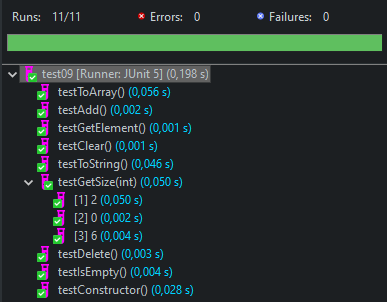 Runs: 11/11 Errors: 0 Failures: 0
test09 [Runner: JUnit 5] (0,198 s)
testToArray() (0,056 s)
testAdd() (0,002 s)
testGetElement() (0,001 s)
testClear() (0,001 s)
testToString() (0,046 s)
testGetSize(int) (0,050 s)
[1] 2 (0,050 s)
[2] 0 (0,002 s)
[3] 6 (0,004 s)
testDelete() (0,003 s)
testIsEmpty() (0,004 s)
testConstructor() (0,028 s)